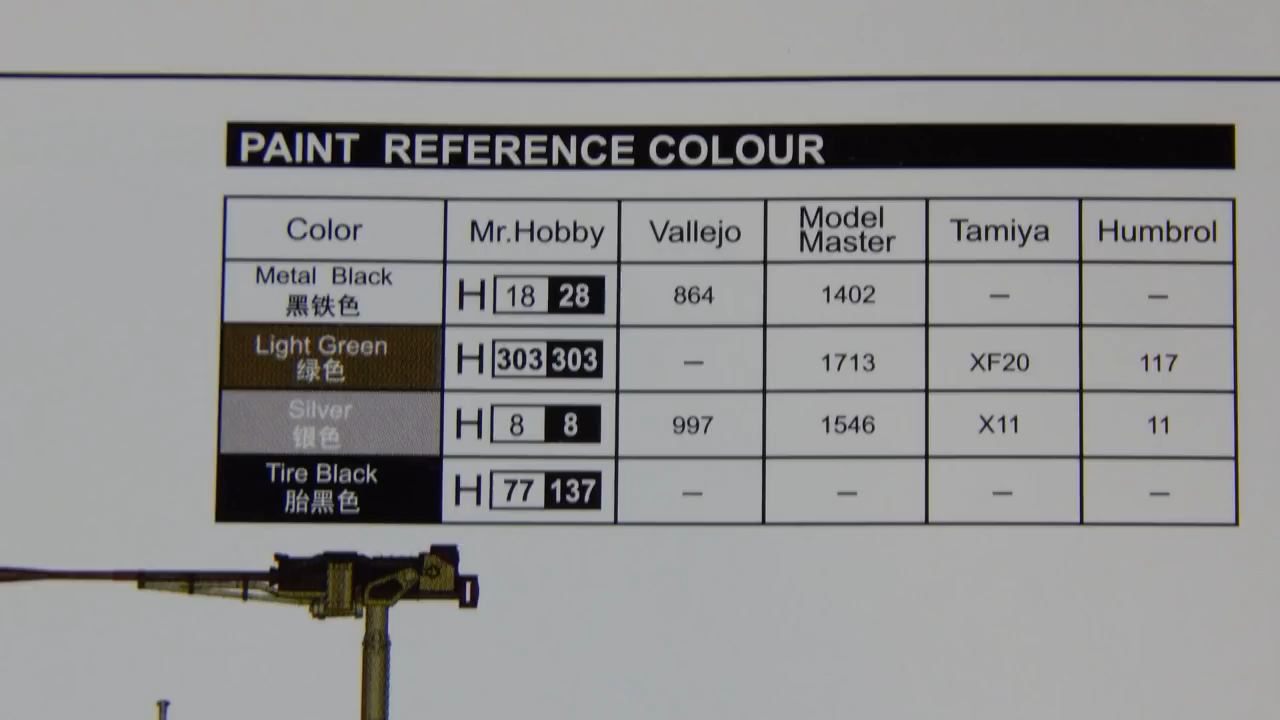 PAINT REFERENCE COLOUR
Color Mr.Hobby Vallejo Model Master Tamiya Humbrol
Metal Black
黑铁色
H 18 28 864 1402 — —
Light Green
绿色
H 303 303 — 1713 XF20 117
Silver
银色
H 8 8 997 1546 X11 11
Tire Black
胎黑色
H 77 137 — — — —